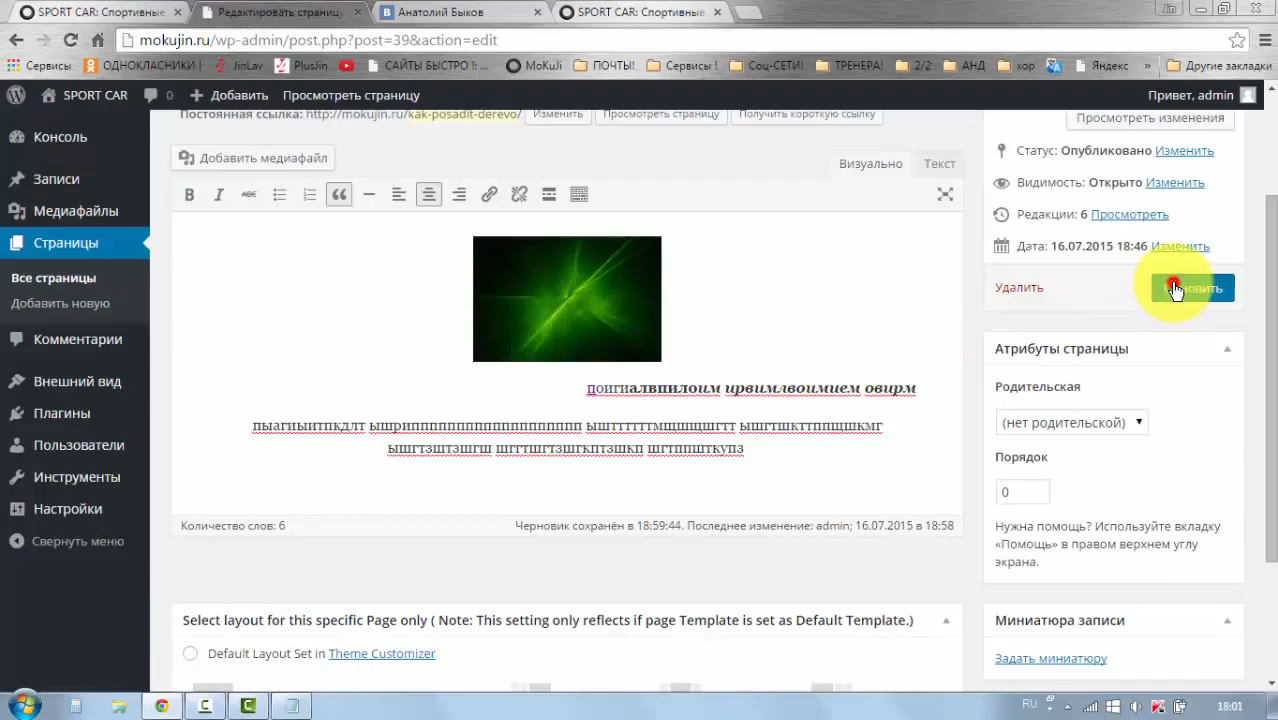 SPORT CAR: Спортивные
Редактировать страницу
Анатолий Быков
SPORT CAR: Спортивные
mokujin.ru/wp-admin/post.php?post=39&action=edit
Сервисы
ОДНОКЛАСНИКИ !
JinLav
PlusJin
САЙТЫ БЫСТРО !: ...
MoKuJi
ПОЧТЫ!
Сервисы !
Соц-СЕТИ!
ТРЕНЕРА!
2/2
АНД
хор
Яндекс
»
Другие закладки
SPORT CAR
0
Добавить
Просмотреть страницу
Привет, admin
Консоль
Записи
Медиафайлы
Страницы
Все страницы
Добавить новую
Комментарии
Внешний вид
Плагины
Пользователи
Инструменты
Настройки
Свернуть меню
Постоянная ссылка: http://mokujin.ru/kak-posadit-derevo/
Изменить
Просмотреть страницу
Получить короткую ссылку
Добавить медиафайл
Визуально
Текст
B I ABC
поигиалвпилоим ирвимлвоимием овирм
Количество слов: 6
Черновик сохранён в 18:59:44. Последнее изменение: admin; 16.07.2015 в 18:58
Select layout for this specific Page only ( Note: This setting only reflects if page Template is set as Default Template.)
Default Layout Set in Theme Customizer
Просмотреть изменения
Статус: Опубликовано Изменить
Видимость: Открыто Изменить
Редакции: 6 Просмотреть
Дата: 16.07.2015 18:46 Изменить
Удалить
Атрибуты страницы
Родительская
(нет родительской)
Порядок
0
Нужна помощь? Используйте вкладку
«Помощь» в правом верхнем углу
экрана.
Миниатюра записи
Задать миниатюру
RU
18:01